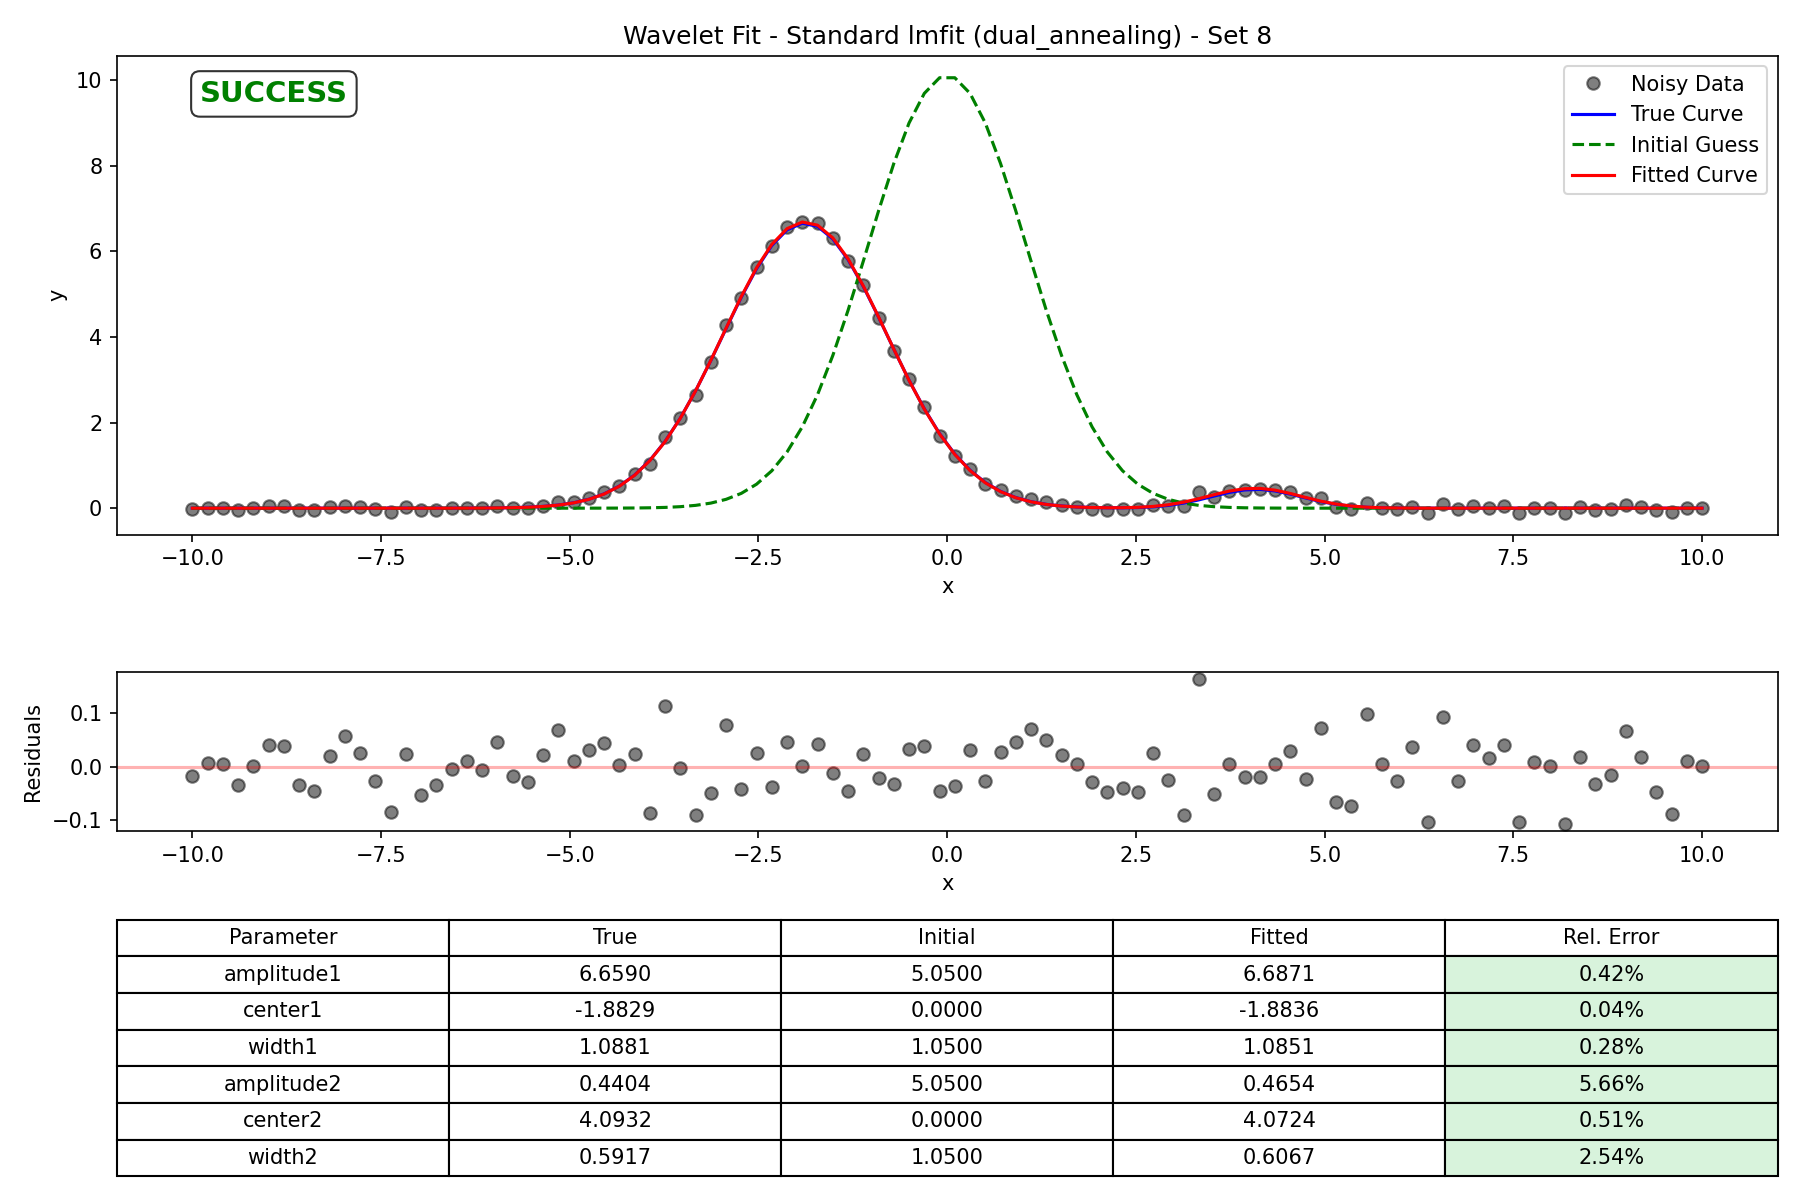 Wavelet Fit - Standard lmfit (dual_annealing) - Set 8
SUCCESS
Noisy Data
True Curve
Initial Guess
Fitted Curve
y
10
8
6
4
2
0
−10.0 −7.5 −5.0 −2.5 0.0 2.5 5.0 7.5 10.0
x
Residuals
0.1
0.0
−0.1
−10.0 −7.5 −5.0 −2.5 0.0 2.5 5.0 7.5 10.0
x
Parameter True Initial Fitted Rel. Error
amplitude1 6.6590 5.0500 6.6871 0.42%
center1 -1.8829 0.0000 -1.8836 0.04%
width1 1.0881 1.0500 1.0851 0.28%
amplitude2 0.4404 5.0500 0.4654 5.66%
center2 4.0932 0.0000 4.0724 0.51%
width2 0.5917 1.0500 0.6067 2.54%